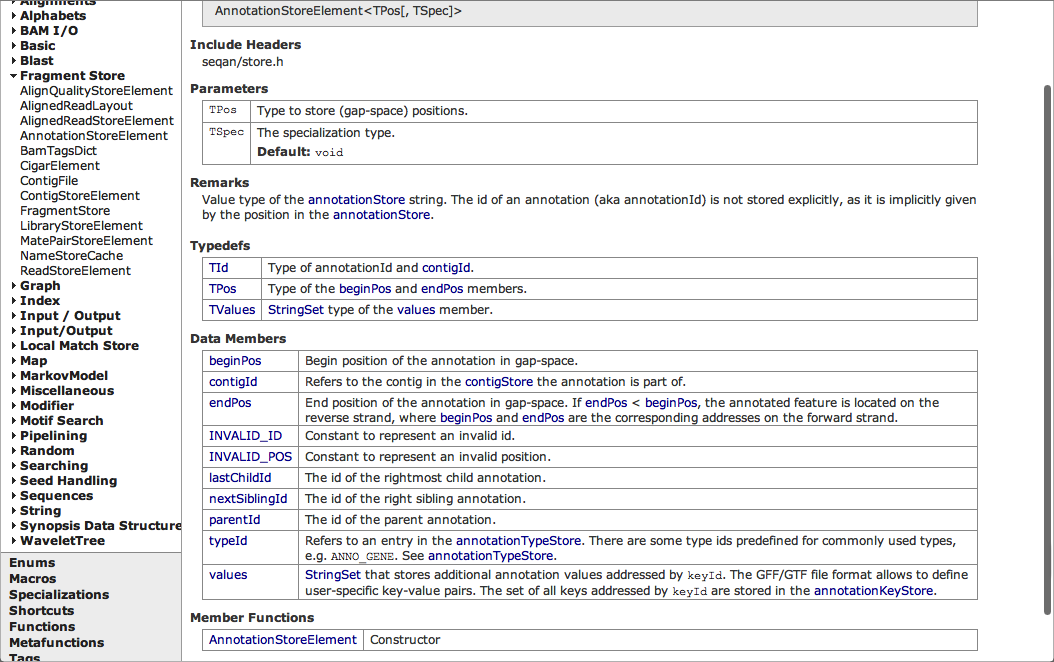 Alignments
Alphabets
BAM I/O
Basic
Blast
Fragment Store
AlignQualityStoreElement
AlignedReadLayout
AlignedReadStoreElement
AnnotationStoreElement
BamTagsDict
CigarElement
ContigFile
ContigStoreElement
FragmentStore
LibraryStoreElement
MatePairStoreElement
NameStoreCache
ReadStoreElement
Graph
Index
Input / Output
Input/Output
Local Match Store
Map
MarkovModel
Miscellaneous
Modifier
Motif Search
Pipelining
Random
Searching
Seed Handling
Sequences
String
Synopsis Data Structure
WaveletTree
Enums
Macros
Specializations
Shortcuts
Functions
Metafunctions
Tags
AnnotationStoreElement<TPos[, TSpec]>
Include Headers
seqan/store.h
Parameters
TPos Type to store (gap-space) positions.
TSpec The specialization type.
Default: void
Remarks
Value type of the annotationStore string. The id of an annotation (aka annotationId) is not stored explicitly, as it is implicitly given
by the position in the annotationStore.
Typedefs
TId Type of annotationId and contigId.
TPos Type of the beginPos and endPos members.
TValues StringSet type of the values member.
Data Members
beginPos Begin position of the annotation in gap-space.
contigId Refers to the contig in the contigStore the annotation is part of.
endPos End position of the annotation in gap-space. If endPos < beginPos, the annotated feature is located on the
reverse strand, where beginPos and endPos are the corresponding addresses on the forward strand.
INVALID_ID Constant to represent an invalid id.
INVALID_POS Constant to represent an invalid position.
lastChildId The id of the rightmost child annotation.
nextSiblingId The id of the right sibling annotation.
parentId The id of the parent annotation.
typeId Refers to an entry in the annotationTypeStore. There are some type ids predefined for commonly used types,
e.g. ANNO_GENE. See annotationTypeStore.
values StringSet that stores additional annotation values addressed by keyId. The GFF/GTF file format allows to define
user-specific key-value pairs. The set of all keys addressed by keyId are stored in the annotationKeyStore.
Member Functions
AnnotationStoreElement Constructor